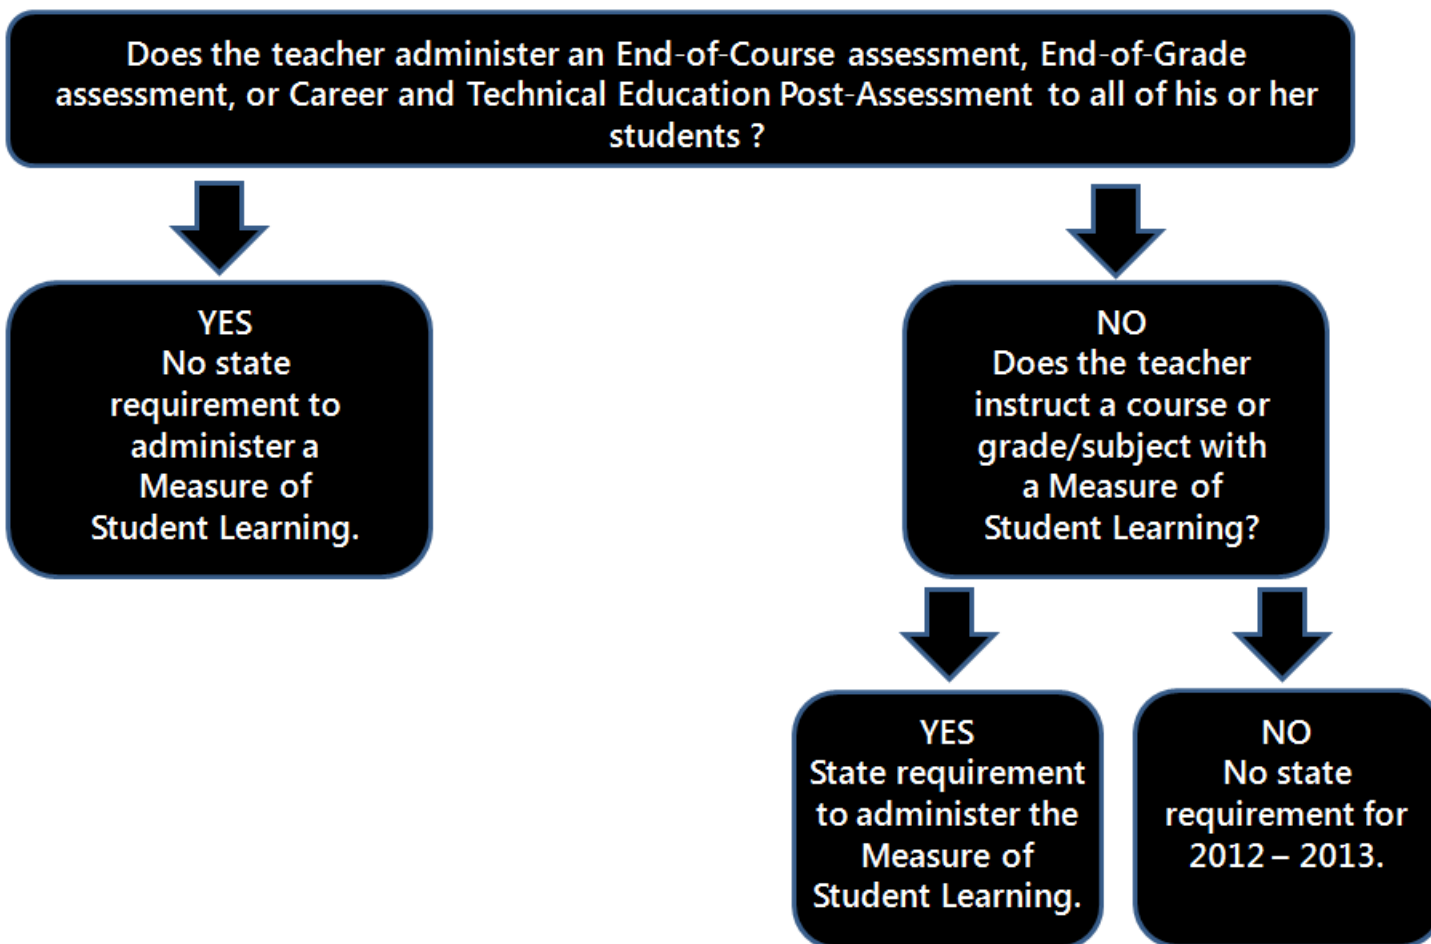 Does the teacher administer an End-of-Course assessment, End-of-Grade
assessment, or Career and Technical Education Post-Assessment to all of his or her
students ?
YES
No state
requirement to
administer a
Measure of
Student Learning.
NO
Does the teacher
instruct a course or
grade/subject with
a Measure of
Student Learning?
YES
State requirement
to administer the
Measure of
Student Learning.
NO
No state
requirement for
2012 – 2013.